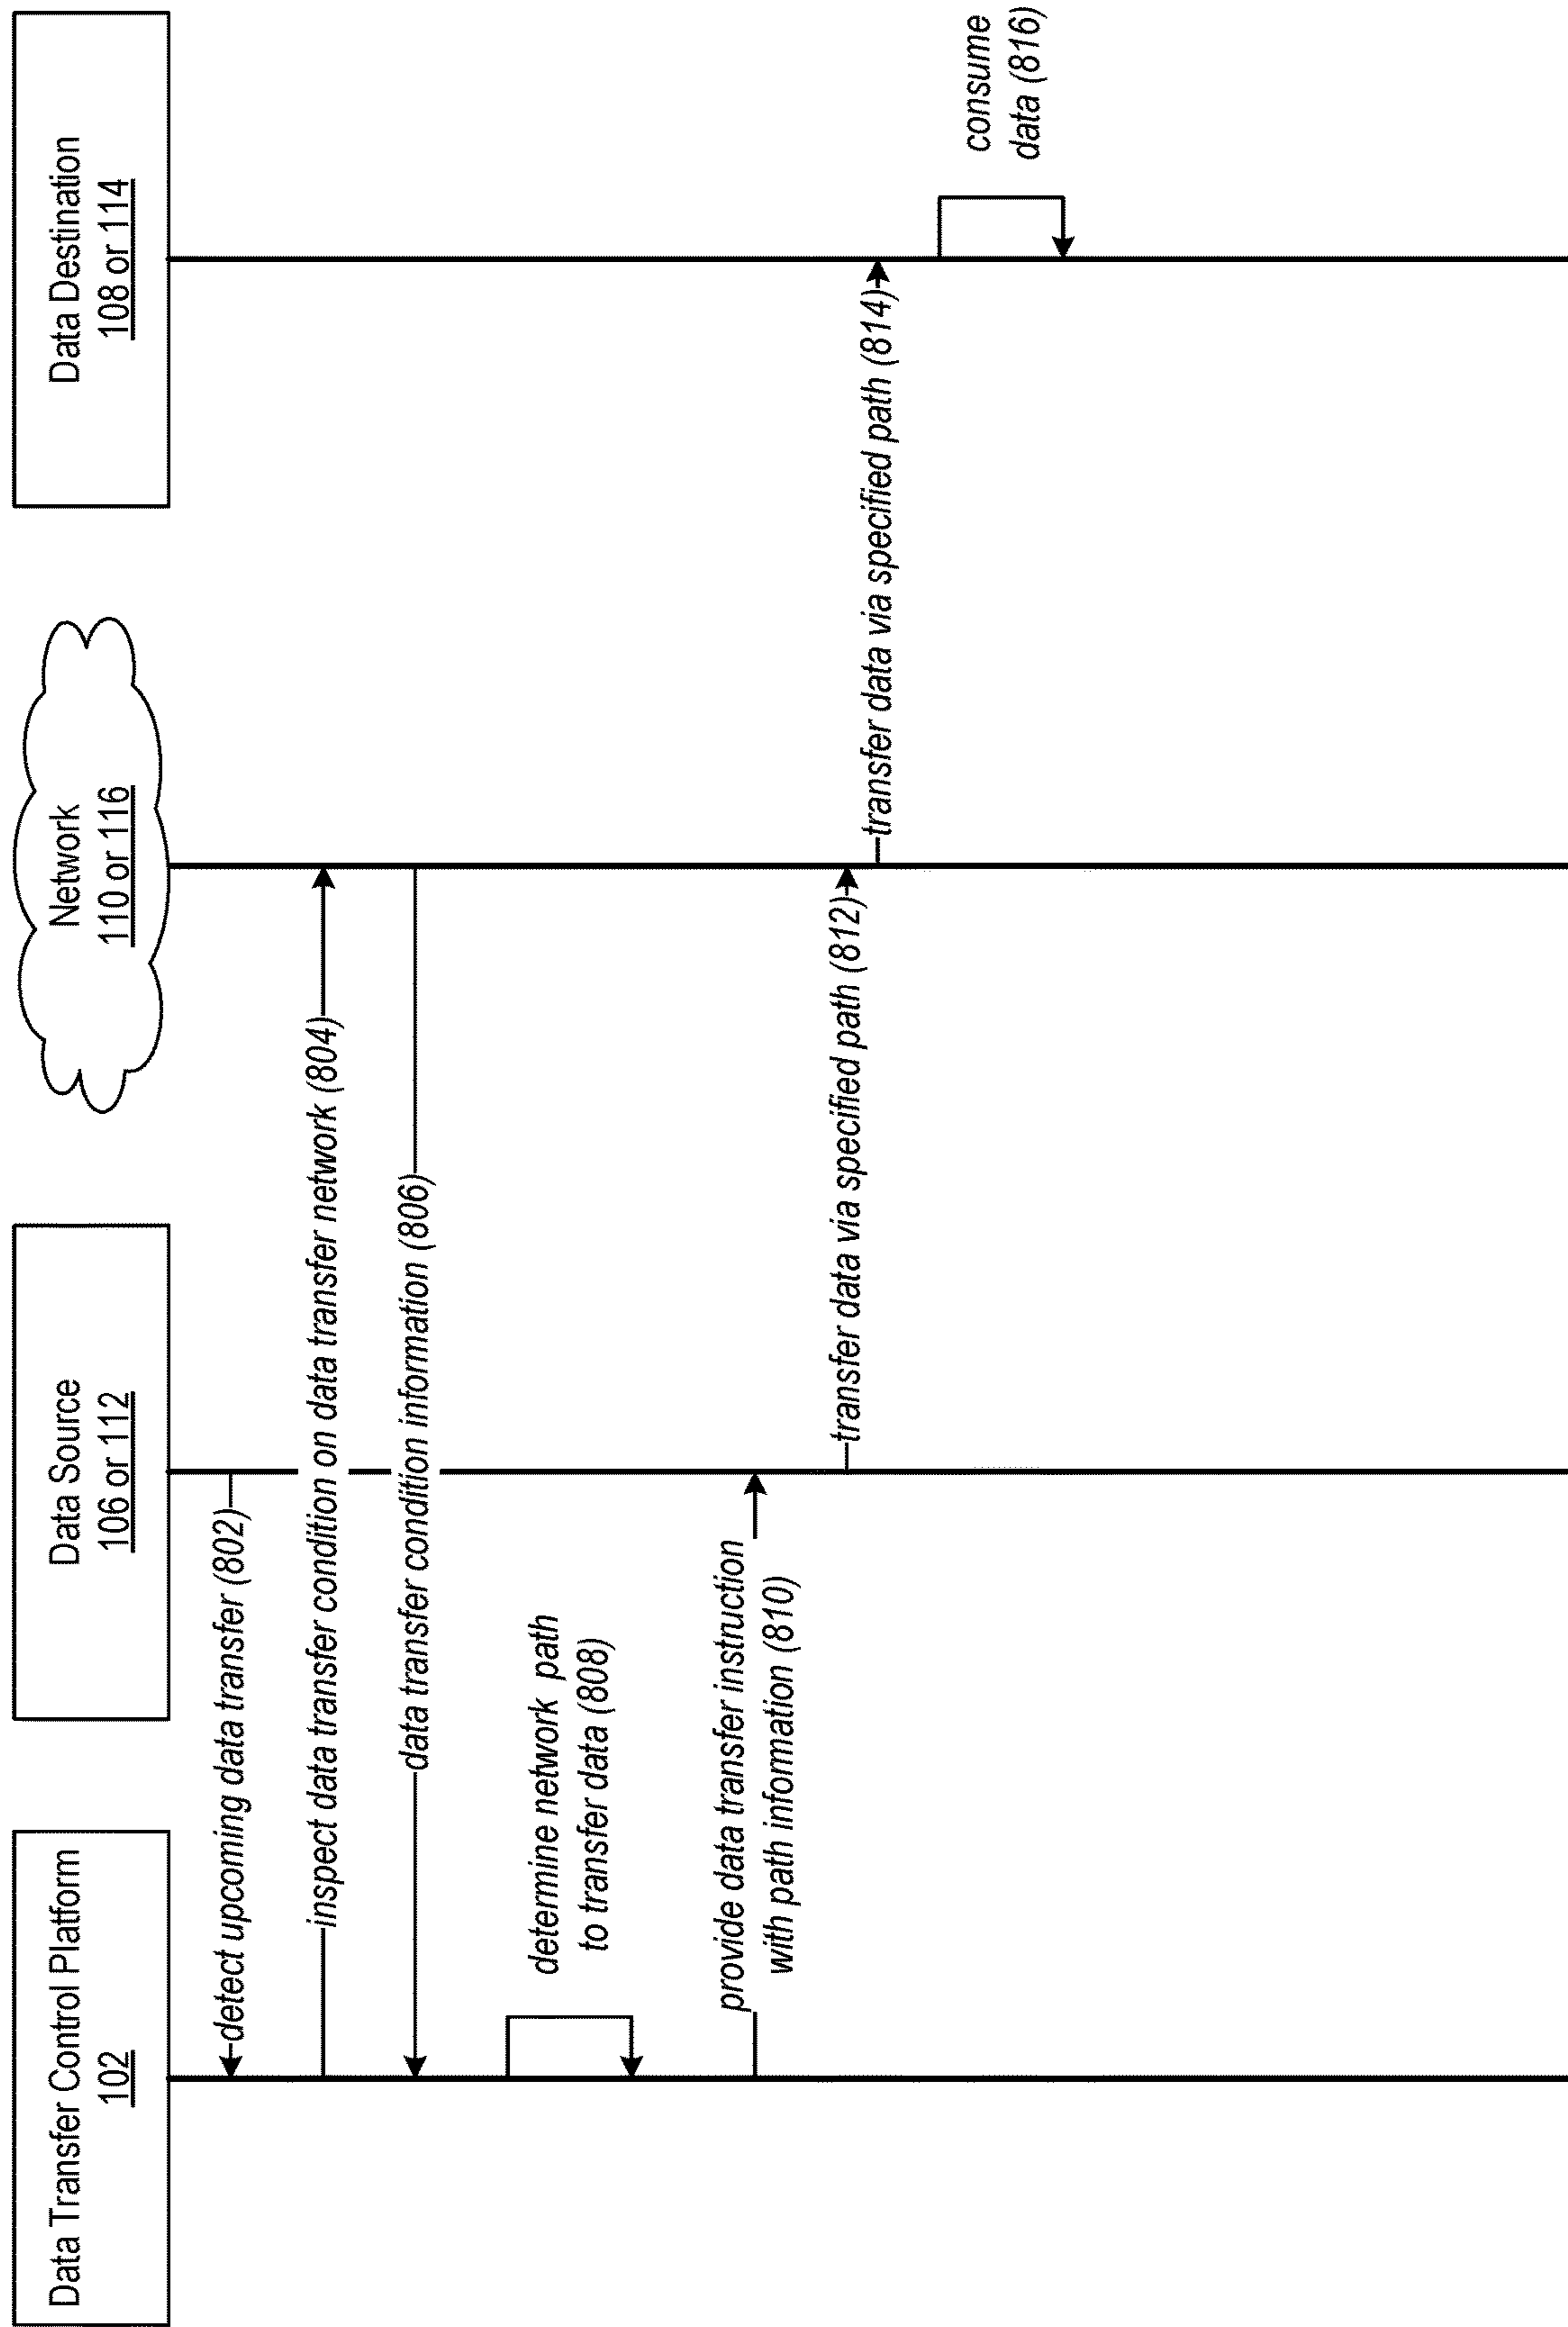 Data Transfer Control Platform
102
Data Source
106 or 112
Network
110 or 116
Data Destination
108 or 114
detect upcoming data transfer (802)
inspect data transfer condition on data transfer network (804)
data transfer condition information (806)
determine network path
to transfer data (808)
provide data transfer instruction
with path information (810)
transfer data via specified path (812)
transfer data via specified path (814)
consume
data (816)